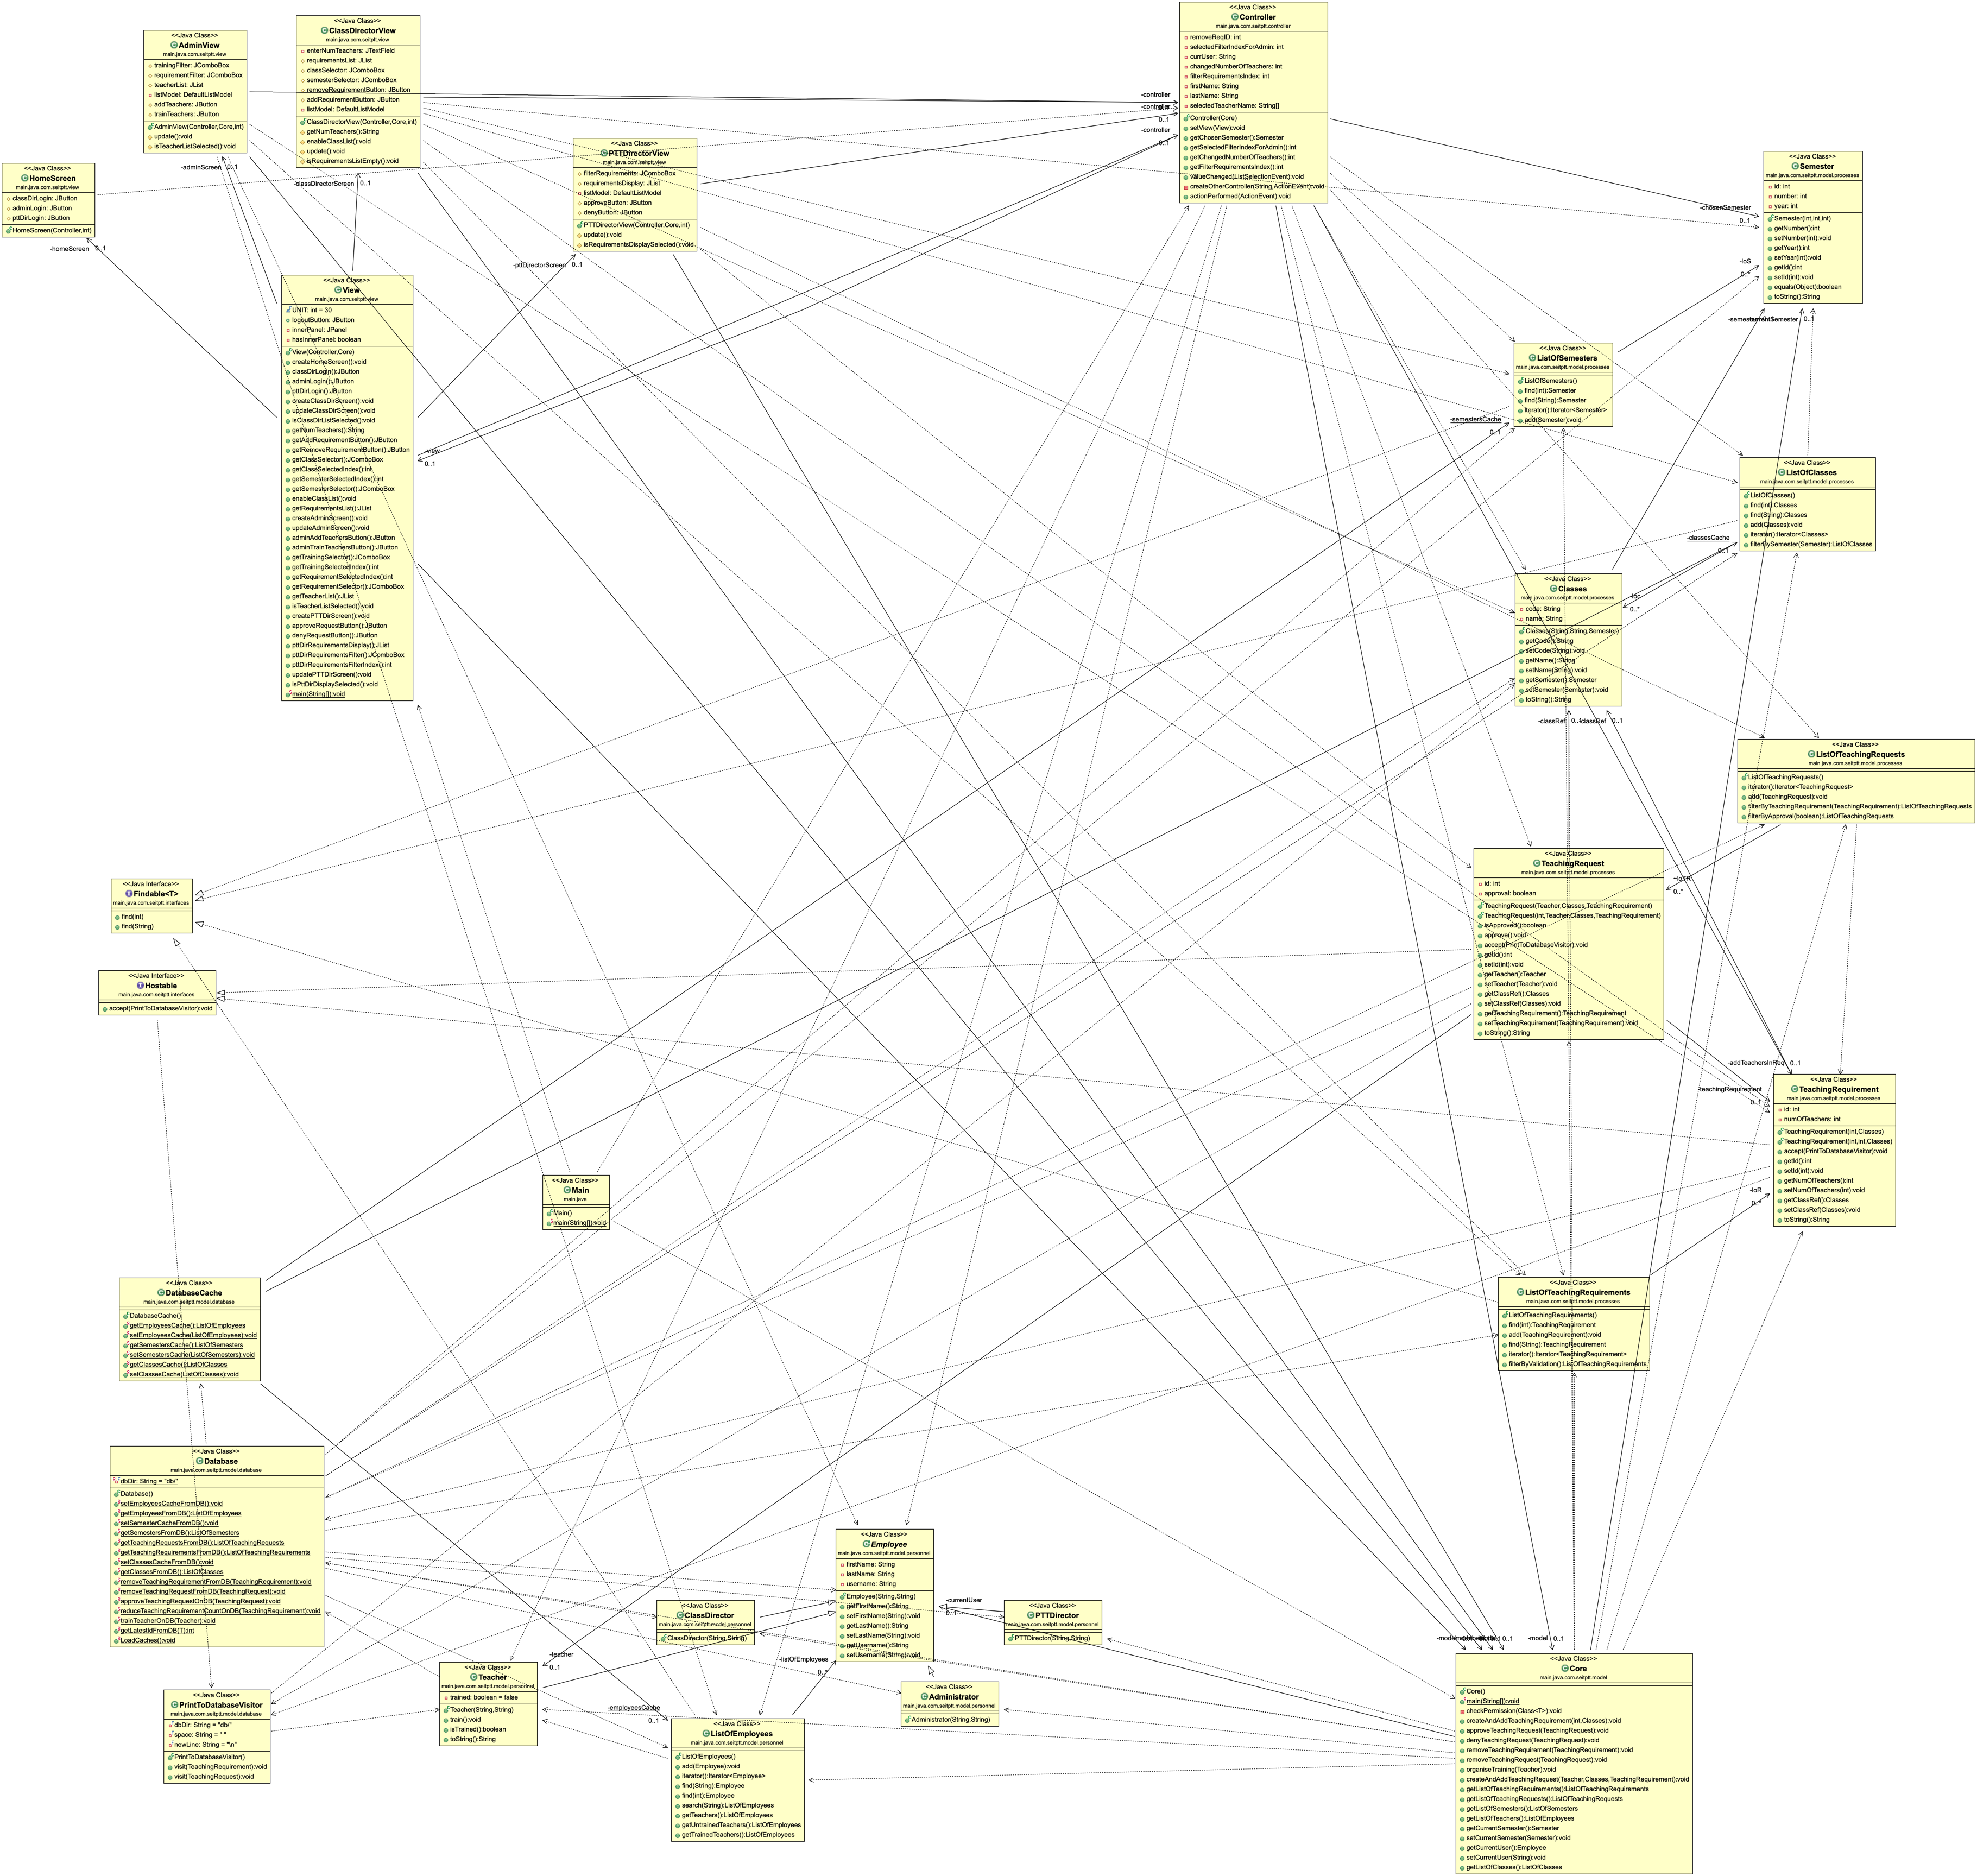 <<Java Class>>
AdminView
main.java.com.seitptt.view
trainingFilter: JComboBox
requirementFilter: JComboBox
teacherList: JList
listModel: DefaultListModel
addTeachers: JButton
trainTeachers: JButton
AdminView(Controller,Core,int)
update():void
isTeacherListSelected():void
<<Java Class>>
ClassDirectorView
main.java.com.seitptt.view
enterNumTeachers: JTextField
requirementsList: JList
classSelector: JComboBox
semesterSelector: JComboBox
removeRequirementButton: JButton
addRequirementButton: JButton
listModel: DefaultListModel
ClassDirectorView(Controller,Core,int)
getNumTeachers():String
enableClassList():void
update():void
isRequirementsListEmpty():void
<<Java Class>>
Controller
main.java.com.seitptt.controller
removeReqID: int
selectedFilterIndexForAdmin: int
currUser: String
changedNumberOfTeachers: int
filterRequirementsIndex: int
firstName: String
lastName: String
selectedTeacherName: String[]
Controller(Core)
setView(View):void
getChosenSemester():Semester
getSelectedFilterIndexForAdmin():int
getChangedNumberOfTeachers():int
getFilterRequirementsIndex():int
valueChanged(ListSelectionEvent):void
createOtherController(String,ActionEvent):void
actionPerformed(ActionEvent):void
-controller
-controller
0..1
-controller
0..1
<<Java Class>>
PTTDirectorView
main.java.com.seitptt.view
filterRequirements: JComboBox
requirementsDisplay: JList
listModel: DefaultListModel
approveButton: JButton
denyButton: JButton
PTTDirectorView(Controller,Core,int)
update():void
isRequirementsDisplaySelected():void
<<Java Class>>
HomeScreen
main.java.com.seitptt.view
classDirLogin: JButton
adminLogin: JButton
pttDirLogin: JButton
HomeScreen(Controller,int)
-adminScreen
0..1
-classDirectorScreen
0..1
-homeScreen
0..1
-pttDirectorScreen
0..1
<<Java Class>>
Semester
main.java.com.seitptt.model.processes
id: int
number: int
year: int
Semester(int,int,int)
getNumber():int
setNumber(int):void
getYear():int
setYear(int):void
getId():int
setId(int):void
equals(Object):boolean
toString():String
-chosenSemester
0..1
-loS
0..*
-semester
0..1
0..1
<<Java Class>>
View
main.java.com.seitptt.view
UNIT: int = 30
logoutButton: JButton
innerPanel: JPanel
hasInnerPanel: boolean
View(Controller,Core)
createHomeScreen():void
classDirLogin():JButton
adminLogin():JButton
pttDirLogin():JButton
createClassDirScreen():void
updateClassDirScreen():void
isClassDirListSelected():void
getNumTeachers():String
getAddRequirementButton():JButton
getRemoveRequirementButton():JButton
getClassSelector():JComboBox
getClassSelectedIndex():int
getSemesterSelectedIndex():int
getSemesterSelector():JComboBox
enableClassList():void
getRequirementsList():JList
createAdminScreen():void
updateAdminScreen():void
adminAddTeachersButton():JButton
adminTrainTeachersButton():JButton
getTrainingSelector():JComboBox
getTrainingSelectedIndex():int
getRequirementSelectedIndex():int
getRequirementSelector():JComboBox
getTeacherList():JList
isTeacherListSelected():void
createPTTDirScreen():void
approveRequestButton():JButton
denyRequestButton():JButton
pttDirRequirementsDisplay():JList
pttDirRequirementsFilter():JComboBox
pttDirRequirementsFilterIndex():int
updatePTTDirScreen():void
isPttDirDisplaySelected():void
main(String[]):void
-view
0..1
<<Java Class>>
ListOfSemesters
main.java.com.seitptt.model.processes
ListOfSemesters()
find(int):Semester
find(String):Semester
iterator():Iterator<Semester>
add(Semester):void
-semestersCache
0..1
<<Java Class>>
ListOfClasses
main.java.com.seitptt.model.processes
ListOfClasses()
find(int):Classes
find(String):Classes
add(Classes):void
iterator():Iterator<Classes>
filterBySemester(Semester):ListOfClasses
-classesCache
0..1
<<Java Class>>
Classes
main.java.com.seitptt.model.processes
code: String
name: String
Classes(String,String,Semester)
getCode():String
setCode(String):void
getName():String
setName(String):void
getSemester():Semester
setSemester(Semester):void
toString():String
-loc
0..*
-classRef
0..1
-classRef
0..1
<<Java Class>>
ListOfTeachingRequests
main.java.com.seitptt.model.processes
ListOfTeachingRequests()
iterator():Iterator<TeachingRequest>
add(TeachingRequest):void
filterByTeachingRequirement(TeachingRequirement):ListOfTeachingRequests
filterByApproval(boolean):ListOfTeachingRequests
<<Java Class>>
TeachingRequest
main.java.com.seitptt.model.processes
id: int
approval: boolean
TeachingRequest(Teacher,Classes,TeachingRequirement)
TeachingRequest(int,Teacher,Classes,TeachingRequirement)
isApproved():boolean
approve():void
accept(PrintToDatabaseVisitor):void
getId():int
setId(int):void
getTeacher():Teacher
setTeacher(Teacher):void
getClassRef():Classes
setClassRef(Classes):void
getTeachingRequirement():TeachingRequirement
setTeachingRequirement(TeachingRequirement):void
toString():String
~loTR
0..*
<<Java Interface>>
Findable<T>
main.java.com.seitptt.interfaces
find(int)
find(String)
<<Java Interface>>
Hostable
main.java.com.seitptt.interfaces
accept(PrintToDatabaseVisitor):void
-addTeachersInReq
0..1
-teachingRequirement
0..1
<<Java Class>>
TeachingRequirement
main.java.com.seitptt.model.processes
id: int
numOfTeachers: int
TeachingRequirement(int,Classes)
TeachingRequirement(int,int,Classes)
accept(PrintToDatabaseVisitor):void
getId():int
setId(int):void
getNumOfTeachers():int
setNumOfTeachers(int):void
getClassRef():Classes
setClassRef(Classes):void
toString():String
-loR
0..*
<<Java Class>>
Main
main.java
Main()
main(String[]):void
<<Java Class>>
ListOfTeachingRequirements
main.java.com.seitptt.model.processes
ListOfTeachingRequirements()
find(int):TeachingRequirement
add(TeachingRequirement):void
find(String):TeachingRequirement
iterator():Iterator<TeachingRequirement>
filterByValidation():ListOfTeachingRequirements
<<Java Class>>
DatabaseCache
main.java.com.seitptt.model.database
DatabaseCache()
getEmployeesCache():ListOfEmployees
setEmployeesCache(ListOfEmployees):void
getSemestersCache():ListOfSemesters
setSemestersCache(ListOfSemesters):void
getClassesCache():ListOfClasses
setClassesCache(ListOfClasses):void
<<Java Class>>
Database
main.java.com.seitptt.model.database
dbDir: String = "db/"
Database()
setEmployeesCacheFromDB():void
getEmployeesFromDB():ListOfEmployees
setSemesterCacheFromDB():void
getSemestersFromDB():ListOfSemesters
getTeachingRequestsFromDB():ListOfTeachingRequests
getTeachingRequirementsFromDB():ListOfTeachingRequirements
setClassesCacheFromDB():void
getClassesFromDB():ListOfClasses
removeTeachingRequirementFromDB(TeachingRequirement):void
removeTeachingRequestFromDB(TeachingRequest):void
approveTeachingRequestOnDB(TeachingRequest):void
reduceTeachingRequirementCountOnDB(TeachingRequirement):void
trainTeacherOnDB(Teacher):void
getLatestIdFromDB(T):int
LoadCaches():void
<<Java Class>>
Employee
main.java.com.seitptt.model.personnel
firstName: String
lastName: String
username: String
Employee(String,String)
getFirstName():String
setFirstName(String):void
getLastName():String
setLastName(String):void
getUsername():String
setUsername(String):void
-currentUser
0..1
<<Java Class>>
ClassDirector
main.java.com.seitptt.model.personnel
ClassDirector(String,String)
<<Java Class>>
PTTDirector
main.java.com.seitptt.model.personnel
PTTDirector(String,String)
-teacher
0..1
-listOfEmployees
0..*
<<Java Class>>
Teacher
main.java.com.seitptt.model.personnel
trained: boolean = false
Teacher(String,String)
train():void
isTrained():boolean
toString():String
<<Java Class>>
Administrator
main.java.com.seitptt.model.personnel
Administrator(String,String)
-employeesCache
0..1
<<Java Class>>
PrintToDatabaseVisitor
main.java.com.seitptt.model.database
dbDir: String = "db/"
space: String = " "
newLine: String = "\n"
PrintToDatabaseVisitor()
visit(TeachingRequirement):void
visit(TeachingRequest):void
<<Java Class>>
ListOfEmployees
main.java.com.seitptt.model.personnel
ListOfEmployees()
add(Employee):void
iterator():Iterator<Employee>
find(String):Employee
find(int):Employee
search(String):ListOfEmployees
getTeachers():ListOfEmployees
getUntrainedTeachers():ListOfEmployees
getTrainedTeachers():ListOfEmployees
0..1
-model
0..1
<<Java Class>>
Core
main.java.com.seitptt.model
Core()
main(String[]):void
checkPermission(Class<T>):void
createAndAddTeachingRequirement(int,Classes):void
approveTeachingRequest(TeachingRequest):void
denyTeachingRequest(TeachingRequest):void
removeTeachingRequirement(TeachingRequirement):void
removeTeachingRequest(TeachingRequest):void
organiseTraining(Teacher):void
createAndAddTeachingRequest(Teacher,Classes,TeachingRequirement):void
getListOfTeachingRequirements():ListOfTeachingRequirements
getListOfTeachingRequests():ListOfTeachingRequests
getListOfSemesters():ListOfSemesters
getListOfTeachers():ListOfEmployees
getCurrentSemester():Semester
setCurrentSemester(Semester):void
getCurrentUser():Employee
setCurrentUser(String):void
getListOfClasses():ListOfClasses